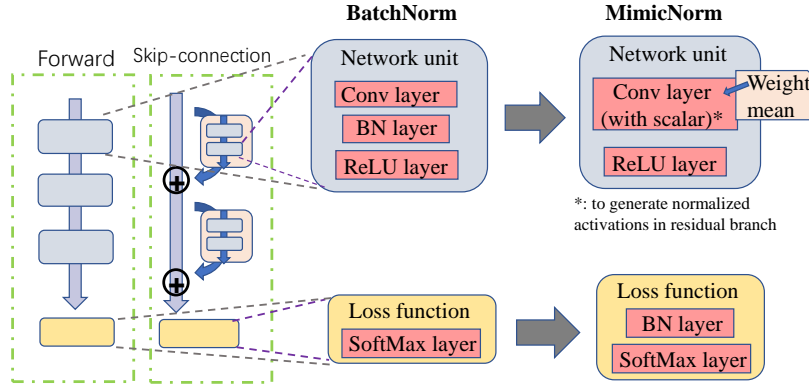 BatchNorm
MimicNorm
Forward
Skip-connection
Network unit
Conv layer
BN layer
ReLU layer
Network unit
Conv layer
(with scalar)*
Weight
mean
ReLU layer
*: to generate normalized
activations in residual branch
Loss function
SoftMax layer
Loss function
BN layer
SoftMax layer